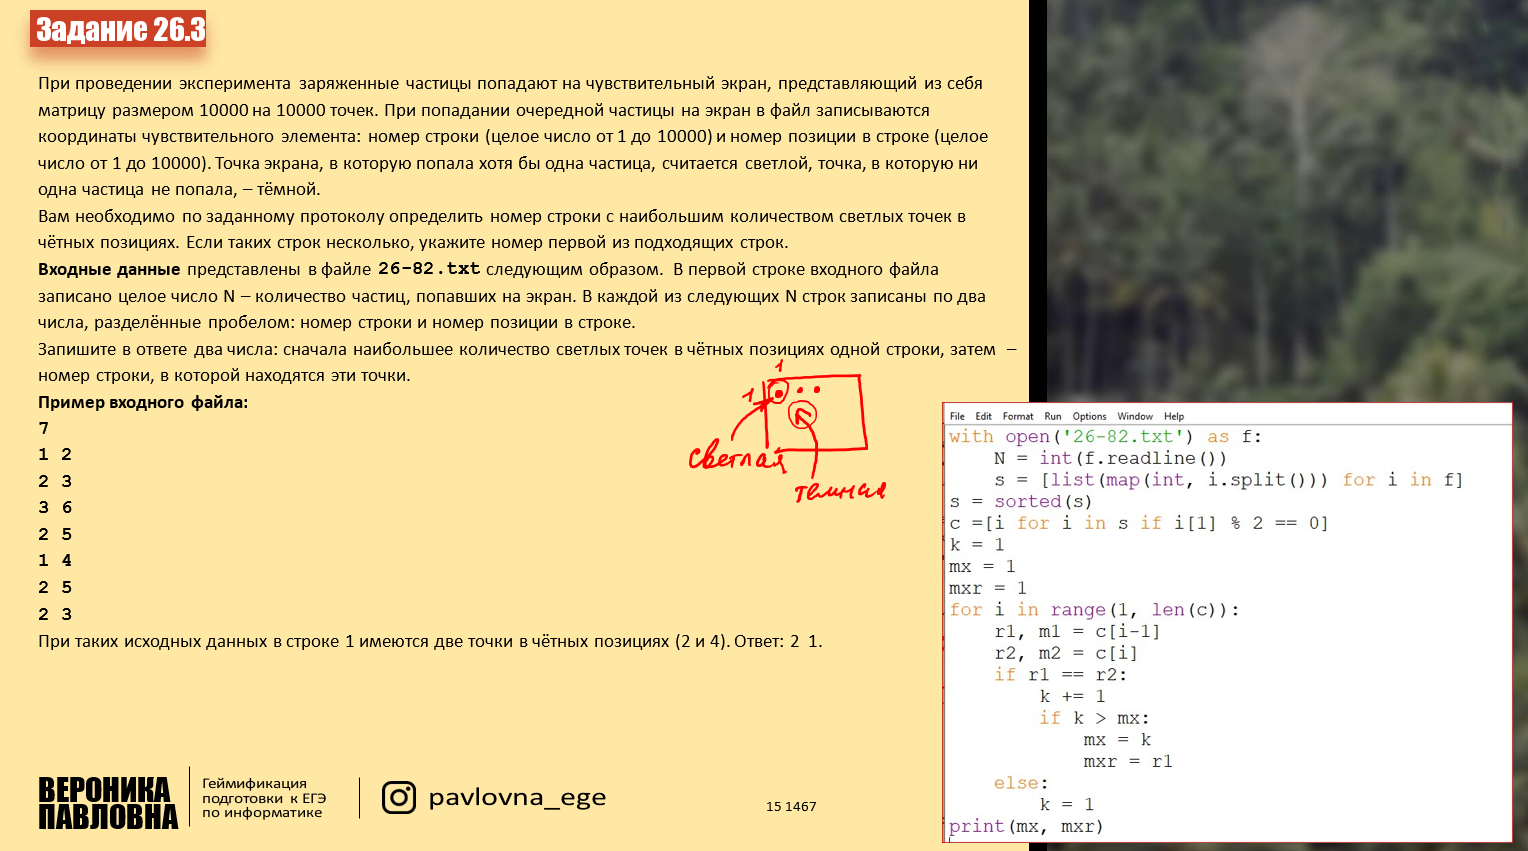 Задание 26.3
При проведении эксперимента заряженные частицы попадают на чувствительный экран, представляющий из себя
матрицу размером 10000 на 10000 точек. При попадании очередной частицы на экран в файл записываются
координаты чувствительного элемента: номер строки (целое число от 1 до 10000) и номер позиции в строке (целое
число от 1 до 10000). Точка экрана, в которую попала хотя бы одна частица, считается светлой, точка, в которую ни
одна частица не попала, – тёмной.
Вам необходимо по заданному протоколу определить номер строки с наибольшим количеством светлых точек в
чётных позициях. Если таких строк несколько, укажите номер первой из подходящих строк.
Входные данные представлены в файле 26-82.txt следующим образом. В первой строке входного файла
записано целое число N – количество частиц, попавших на экран. В каждой из следующих N строк записаны по два
числа, разделённые пробелом: номер строки и номер позиции в строке.
Запишите в ответе два числа: сначала наибольшее количество светлых точек в чётных позициях одной строки, затем –
номер строки, в которой находятся эти точки.
Пример входного файла:
7
1 2
2 3
3 6
2 5
1 4
2 5
2 3
При таких исходных данных в строке 1 имеются две точки в чётных позициях (2 и 4). Ответ: 2 1.
1
1
светлая
темная
File Edit Format Run Options Window Help
with open('26-82.txt') as f:
    N = int(f.readline())
    s = [list(map(int, i.split())) for i in f]
s = sorted(s)
c =[i for i in s if i[1] % 2 == 0]
k = 1
mx = 1
mxr = 1
for i in range(1, len(c)):
    r1, m1 = c[i-1]
    r2, m2 = c[i]
    if r1 == r2:
        k += 1
        if k > mx:
            mx = k
            mxr = r1
    else:
        k = 1
print(mx, mxr)
ВЕРОНИКА
ПАВЛОВНА
Геймификация
подготовки к ЕГЭ
по информатике
pavlovna_ege
15 1467